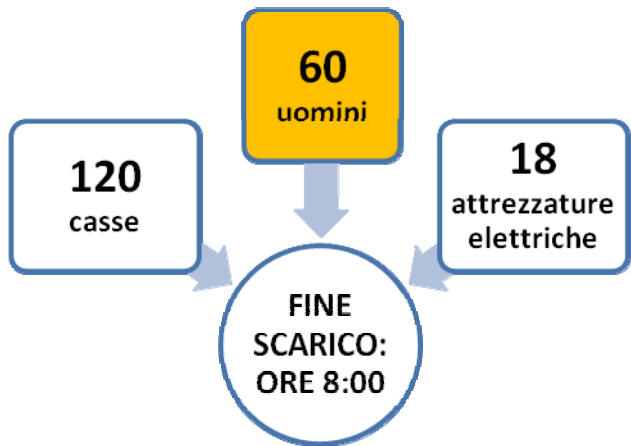 60
uomini
120
casse
18
attrezzature
elettriche
FINE
SCARICO:
ORE 8:00